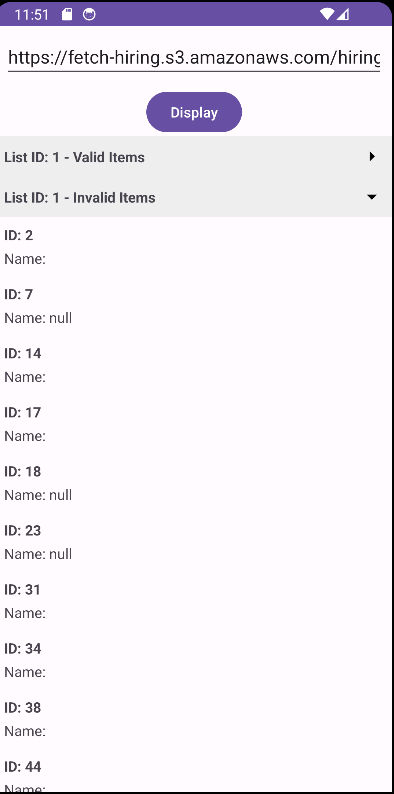 11:51
https://fetch-hiring.s3.amazonaws.com/hiring
Display
List ID: 1 - Valid Items
List ID: 1 - Invalid Items
ID: 2
Name:
ID: 7
Name: null
ID: 14
Name:
ID: 17
Name:
ID: 18
Name: null
ID: 23
Name: null
ID: 31
Name:
ID: 34
Name:
ID: 38
Name:
ID: 44
Name: